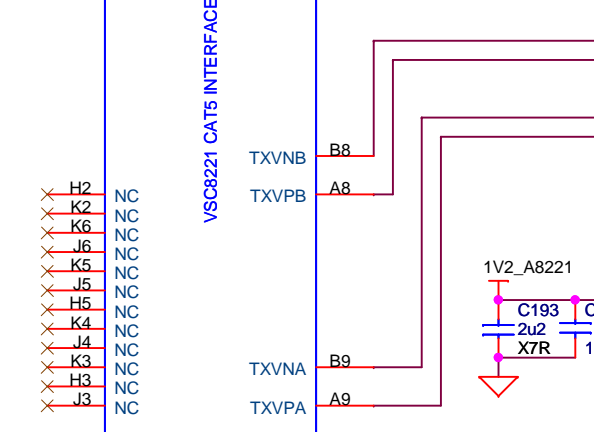 VSC8221 CAT5 INTERFACE
TXVNB B8
TXVPB A8
H2 NC
K2 NC
K6 NC
J6 NC
K5 NC
J5 NC
H5 NC
K4 NC
J4 NC
K3 NC
H3 NC
J3 NC
TXVNA B9
TXVPA A9
1V2_A8221
C193
2u2
X7R
C
1